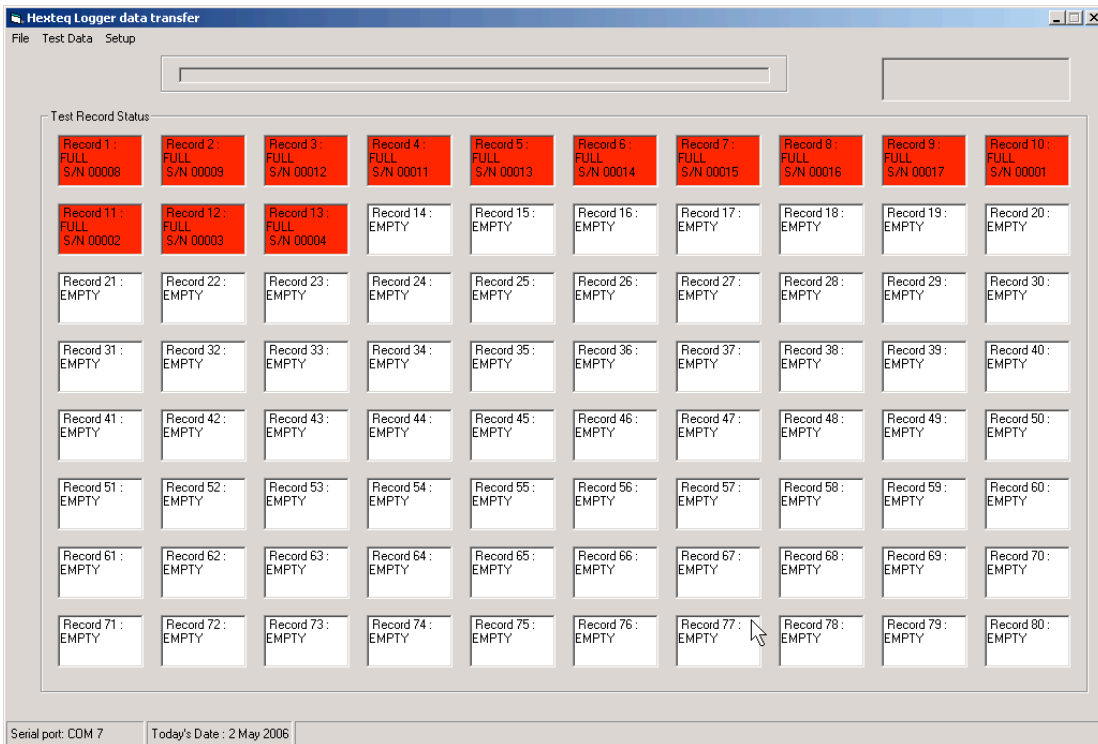 Hexteq Logger data transfer
File Test Data Setup
Test Record Status
Record 1 : Record 2 : Record 3 : Record 4 : Record 5 : Record 6 : Record 7 : Record 8 : Record 9 : Record 10 :
FULL FULL FULL FULL FULL FULL FULL FULL FULL FULL
S/N 00008 S/N 00009 S/N 00012 S/N 00011 S/N 00013 S/N 00014 S/N 00015 S/N 00016 S/N 00017 S/N 00001
Record 11 : Record 12 : Record 13 : Record 14 : Record 15 : Record 16 : Record 17 : Record 18 : Record 19 : Record 20 :
FULL FULL FULL EMPTY EMPTY EMPTY EMPTY EMPTY EMPTY EMPTY
S/N 00002 S/N 00003 S/N 00004
Record 21 : Record 22 : Record 23 : Record 24 : Record 25 : Record 26 : Record 27 : Record 28 : Record 29 : Record 30 :
EMPTY EMPTY EMPTY EMPTY EMPTY EMPTY EMPTY EMPTY EMPTY EMPTY
Record 31 : Record 32 : Record 33 : Record 34 : Record 35 : Record 36 : Record 37 : Record 38 : Record 39 : Record 40 :
EMPTY EMPTY EMPTY EMPTY EMPTY EMPTY EMPTY EMPTY EMPTY EMPTY
Record 41 : Record 42 : Record 43 : Record 44 : Record 45 : Record 46 : Record 47 : Record 48 : Record 49 : Record 50 :
EMPTY EMPTY EMPTY EMPTY EMPTY EMPTY EMPTY EMPTY EMPTY EMPTY
Record 51 : Record 52 : Record 53 : Record 54 : Record 55 : Record 56 : Record 57 : Record 58 : Record 59 : Record 60 :
EMPTY EMPTY EMPTY EMPTY EMPTY EMPTY EMPTY EMPTY EMPTY EMPTY
Record 61 : Record 62 : Record 63 : Record 64 : Record 65 : Record 66 : Record 67 : Record 68 : Record 69 : Record 70 :
EMPTY EMPTY EMPTY EMPTY EMPTY EMPTY EMPTY EMPTY EMPTY EMPTY
Record 71 : Record 72 : Record 73 : Record 74 : Record 75 : Record 76 : Record 77 : Record 78 : Record 79 : Record 80 :
EMPTY EMPTY EMPTY EMPTY EMPTY EMPTY EMPTY EMPTY EMPTY EMPTY
Serial port: COM 7 Today's Date : 2 May 2006